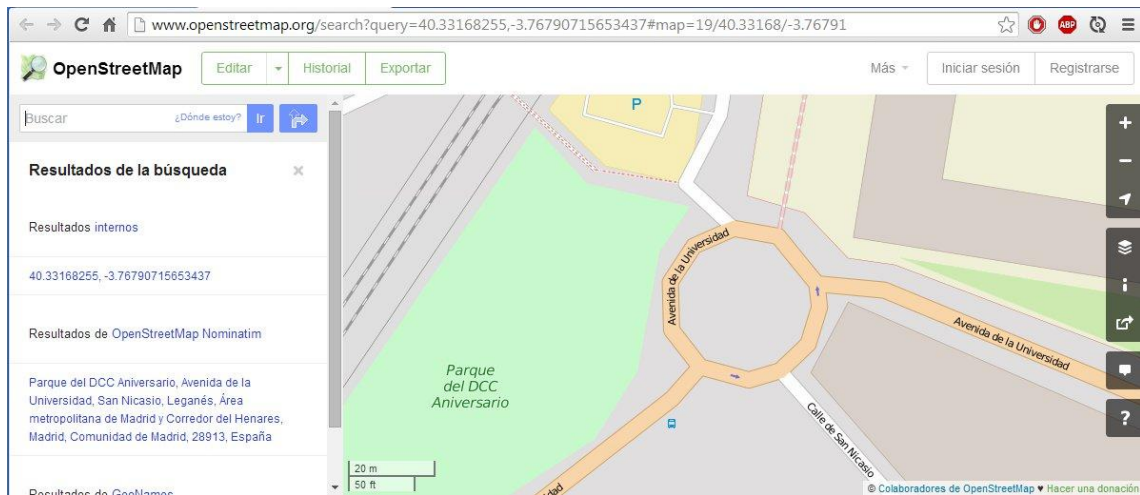 www.openstreetmap.org/search?query=40.33168255,-3.76790715653437#map=19/40.33168/-3.76791
ABP
OpenStreetMap
Editar
Historial
Exportar
Más
Iniciar sesión
Registrarse
Buscar
¿Dónde estoy?
Ir
Resultados de la búsqueda
×
Resultados internos
40.33168255, -3.76790715653437
Resultados de OpenStreetMap Nominatim
Parque del DCC Aniversario, Avenida de la
Universidad, San Nicasio, Leganés, Área
metropolitana de Madrid y Corredor del Henares,
Madrid, Comunidad de Madrid, 28913, España
Resultados de GeoNames
P
Avenida de la Universidad
Avenida de la Universidad
Parque
del DCC
Aniversario
Calle de San Nicasio
20 m
50 ft
© Colaboradores de OpenStreetMap ♥ Hacer una donación